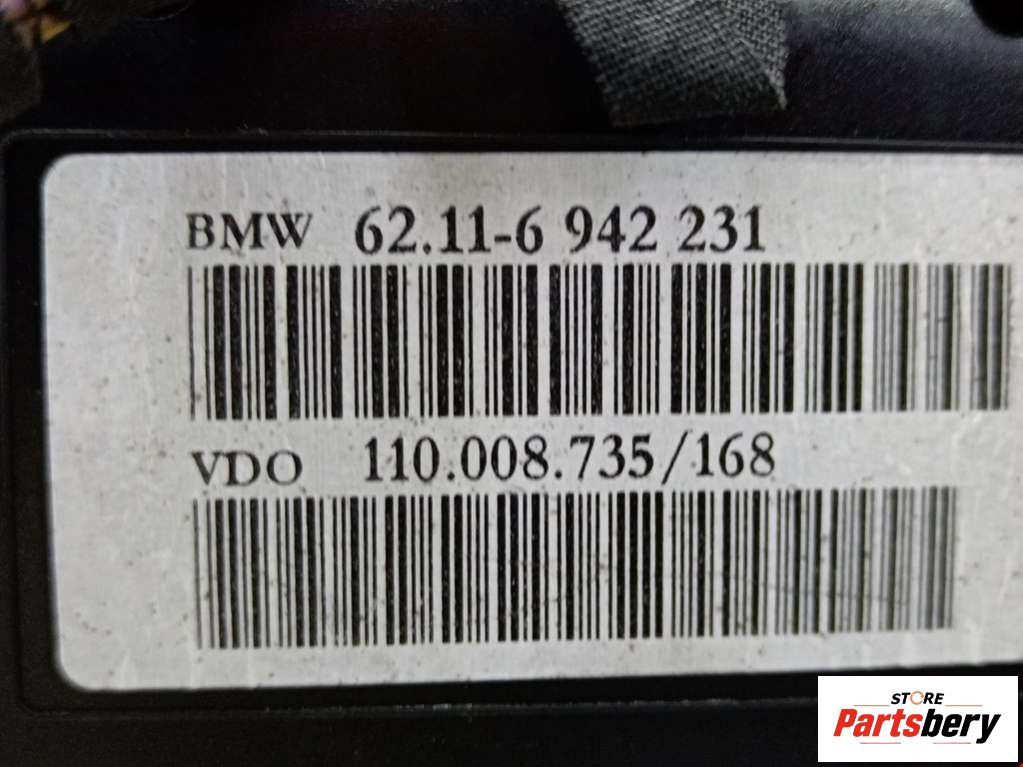 BMW 62.11-6 942 231
VDO 110.008.735/168
STORE
Partsbery